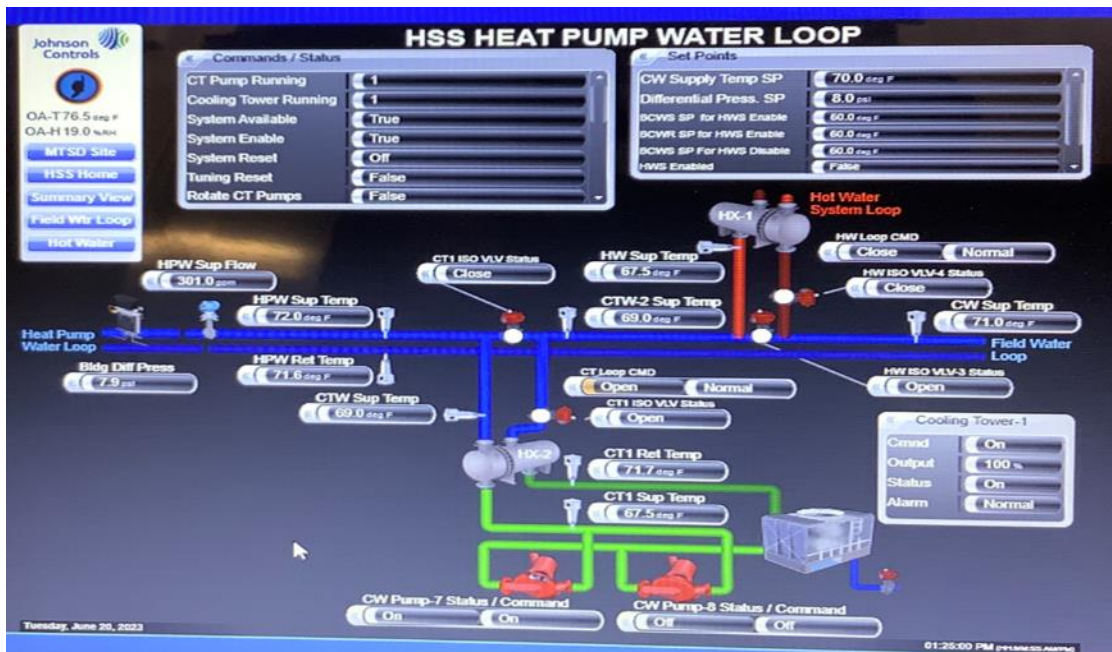 HSS HEAT PUMP WATER LOOP
Johnson Controls
OA-T 76.5 deg F
OA-H 19.0 %RH
MTSD Site
HSS Home
Summary View
Field Wtr Loop
Hot Water
Commands / Status
CT Pump Running 1
Cooling Tower Running 1
System Available True
System Enable True
System Reset Off
Tuning Reset False
Rotate CT Pumps False
Set Points
CW Supply Temp SP 70.0 deg F
Differential Press. SP 8.0 psi
BCWS SP for HWS Enable 60.0 deg F
BCWR SP for HWS Enable 60.0 deg F
BCWS SP For HWS Disable 60.0 deg F
HWS Enabled False
HX-1
Hot Water
System Loop
HW Loop CMD
Close Normal
HW ISO VLV-4 Status
Close
CW Sup Temp
71.0 deg F
HPW Sup Flow
301.0 gpm
HPW Sup Temp
72.0 deg F
CT1 ISO VLV Status
Close
HW Sup Temp
67.5 deg F
CTW-2 Sup Temp
69.0 deg F
Heat Pump
Water Loop
Field Water
Loop
Bldg Diff Press
7.9 psi
HPW Ret Temp
71.6 deg F
CTW Sup Temp
69.0 deg F
CT Loop CMD
Open Normal
CT1 ISO VLV Status
Open
HW ISO VLV-3 Status
Open
HX-2
CT1 Ret Temp
71.7 deg F
CT1 Sup Temp
67.5 deg F
Cooling Tower-1
Cmnd On
Output 100 %
Status On
Alarm Normal
CW Pump-7 Status / Command
On On
CW Pump-8 Status / Command
Off Off
Tuesday, June 20, 2023
01:25:00 PM (HH:MM:SS AM/PM)